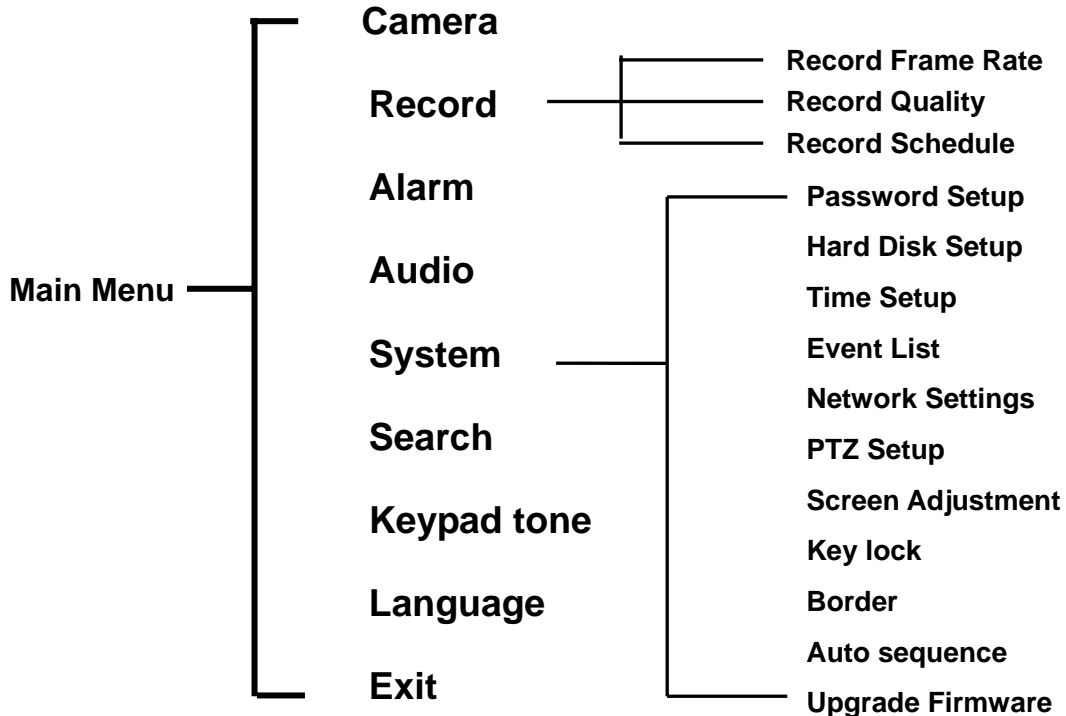 Main Menu
Camera
Record
Record Frame Rate
Record Quality
Record Schedule
Alarm
Audio
System
Password Setup
Hard Disk Setup
Time Setup
Event List
Network Settings
PTZ Setup
Screen Adjustment
Key lock
Border
Auto sequence
Upgrade Firmware
Search
Keypad tone
Language
Exit